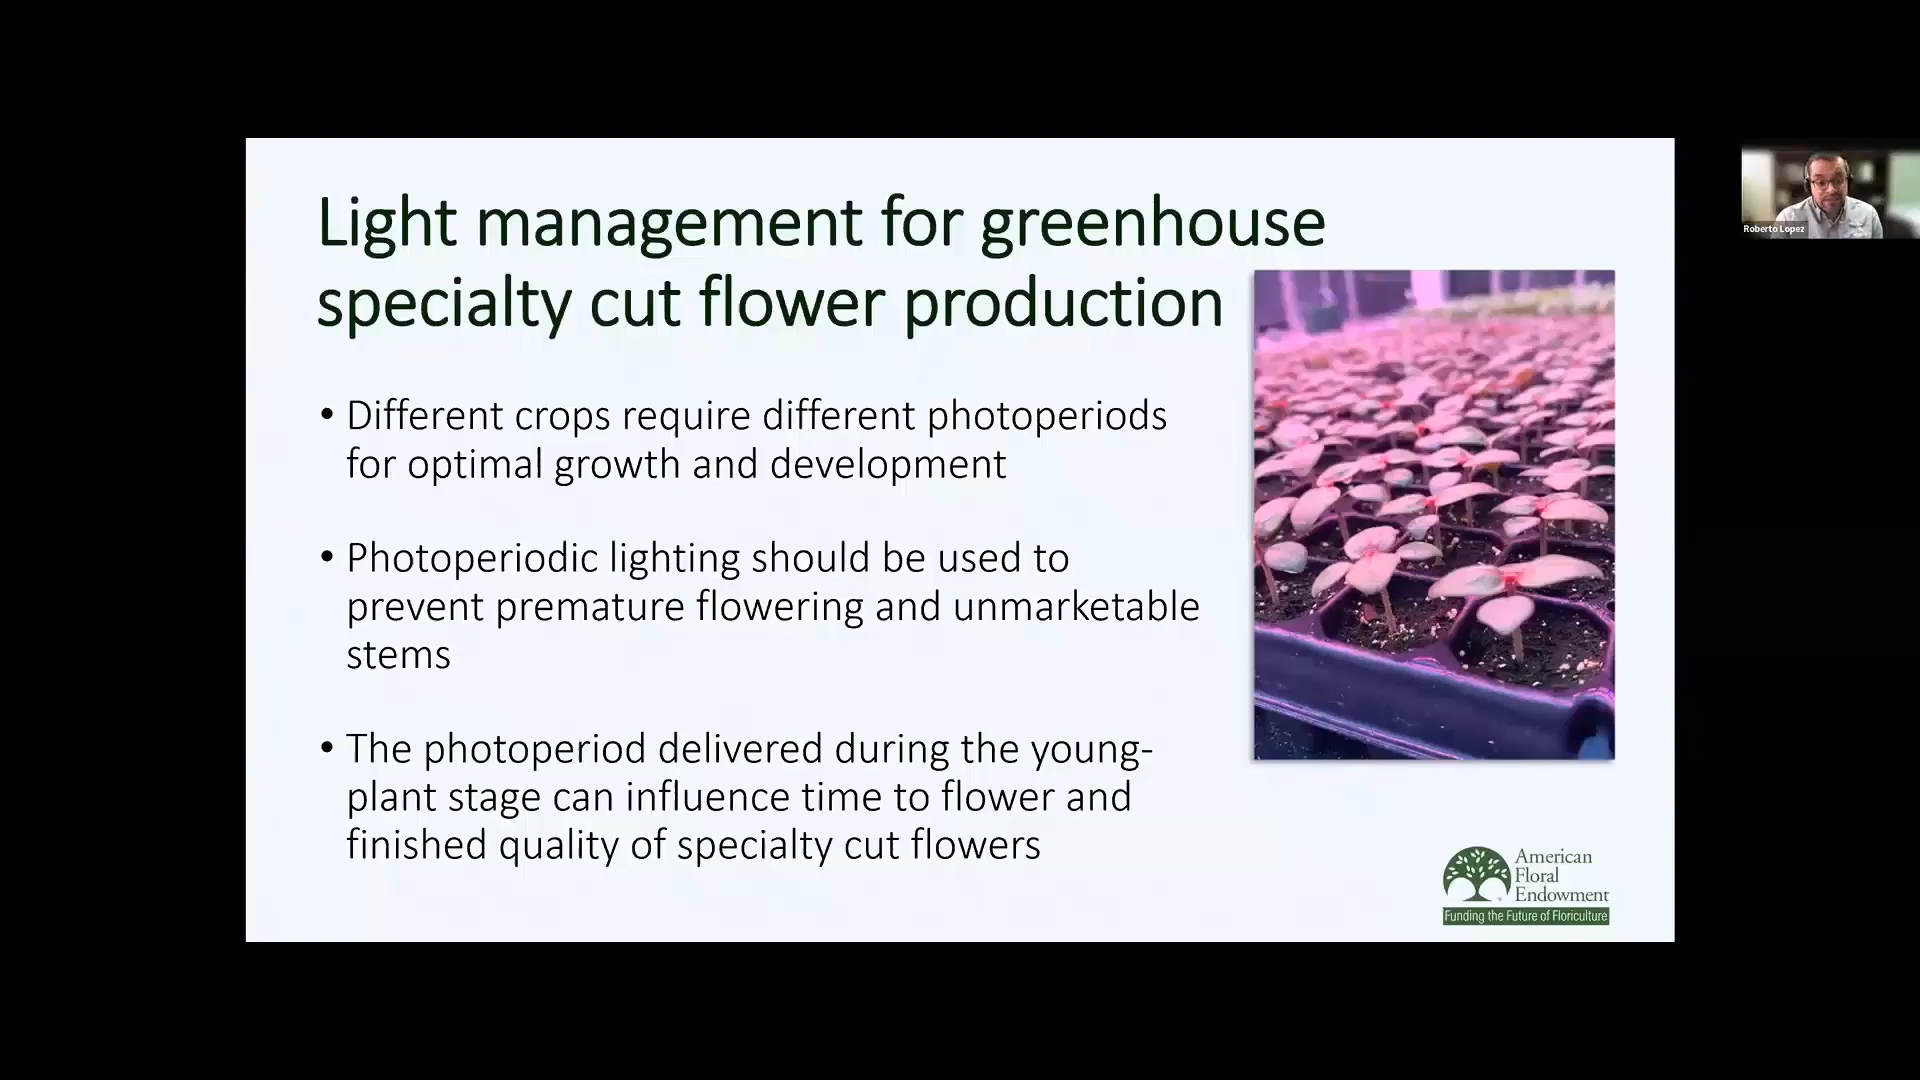 Light management for greenhouse
specialty cut flower production
• Different crops require different photoperiods
for optimal growth and development
• Photoperiodic lighting should be used to
prevent premature flowering and unmarketable
stems
• The photoperiod delivered during the young-
plant stage can influence time to flower and
finished quality of specialty cut flowers
American
Floral
Endowment
Funding the Future of Floriculture
Roberto Lopez